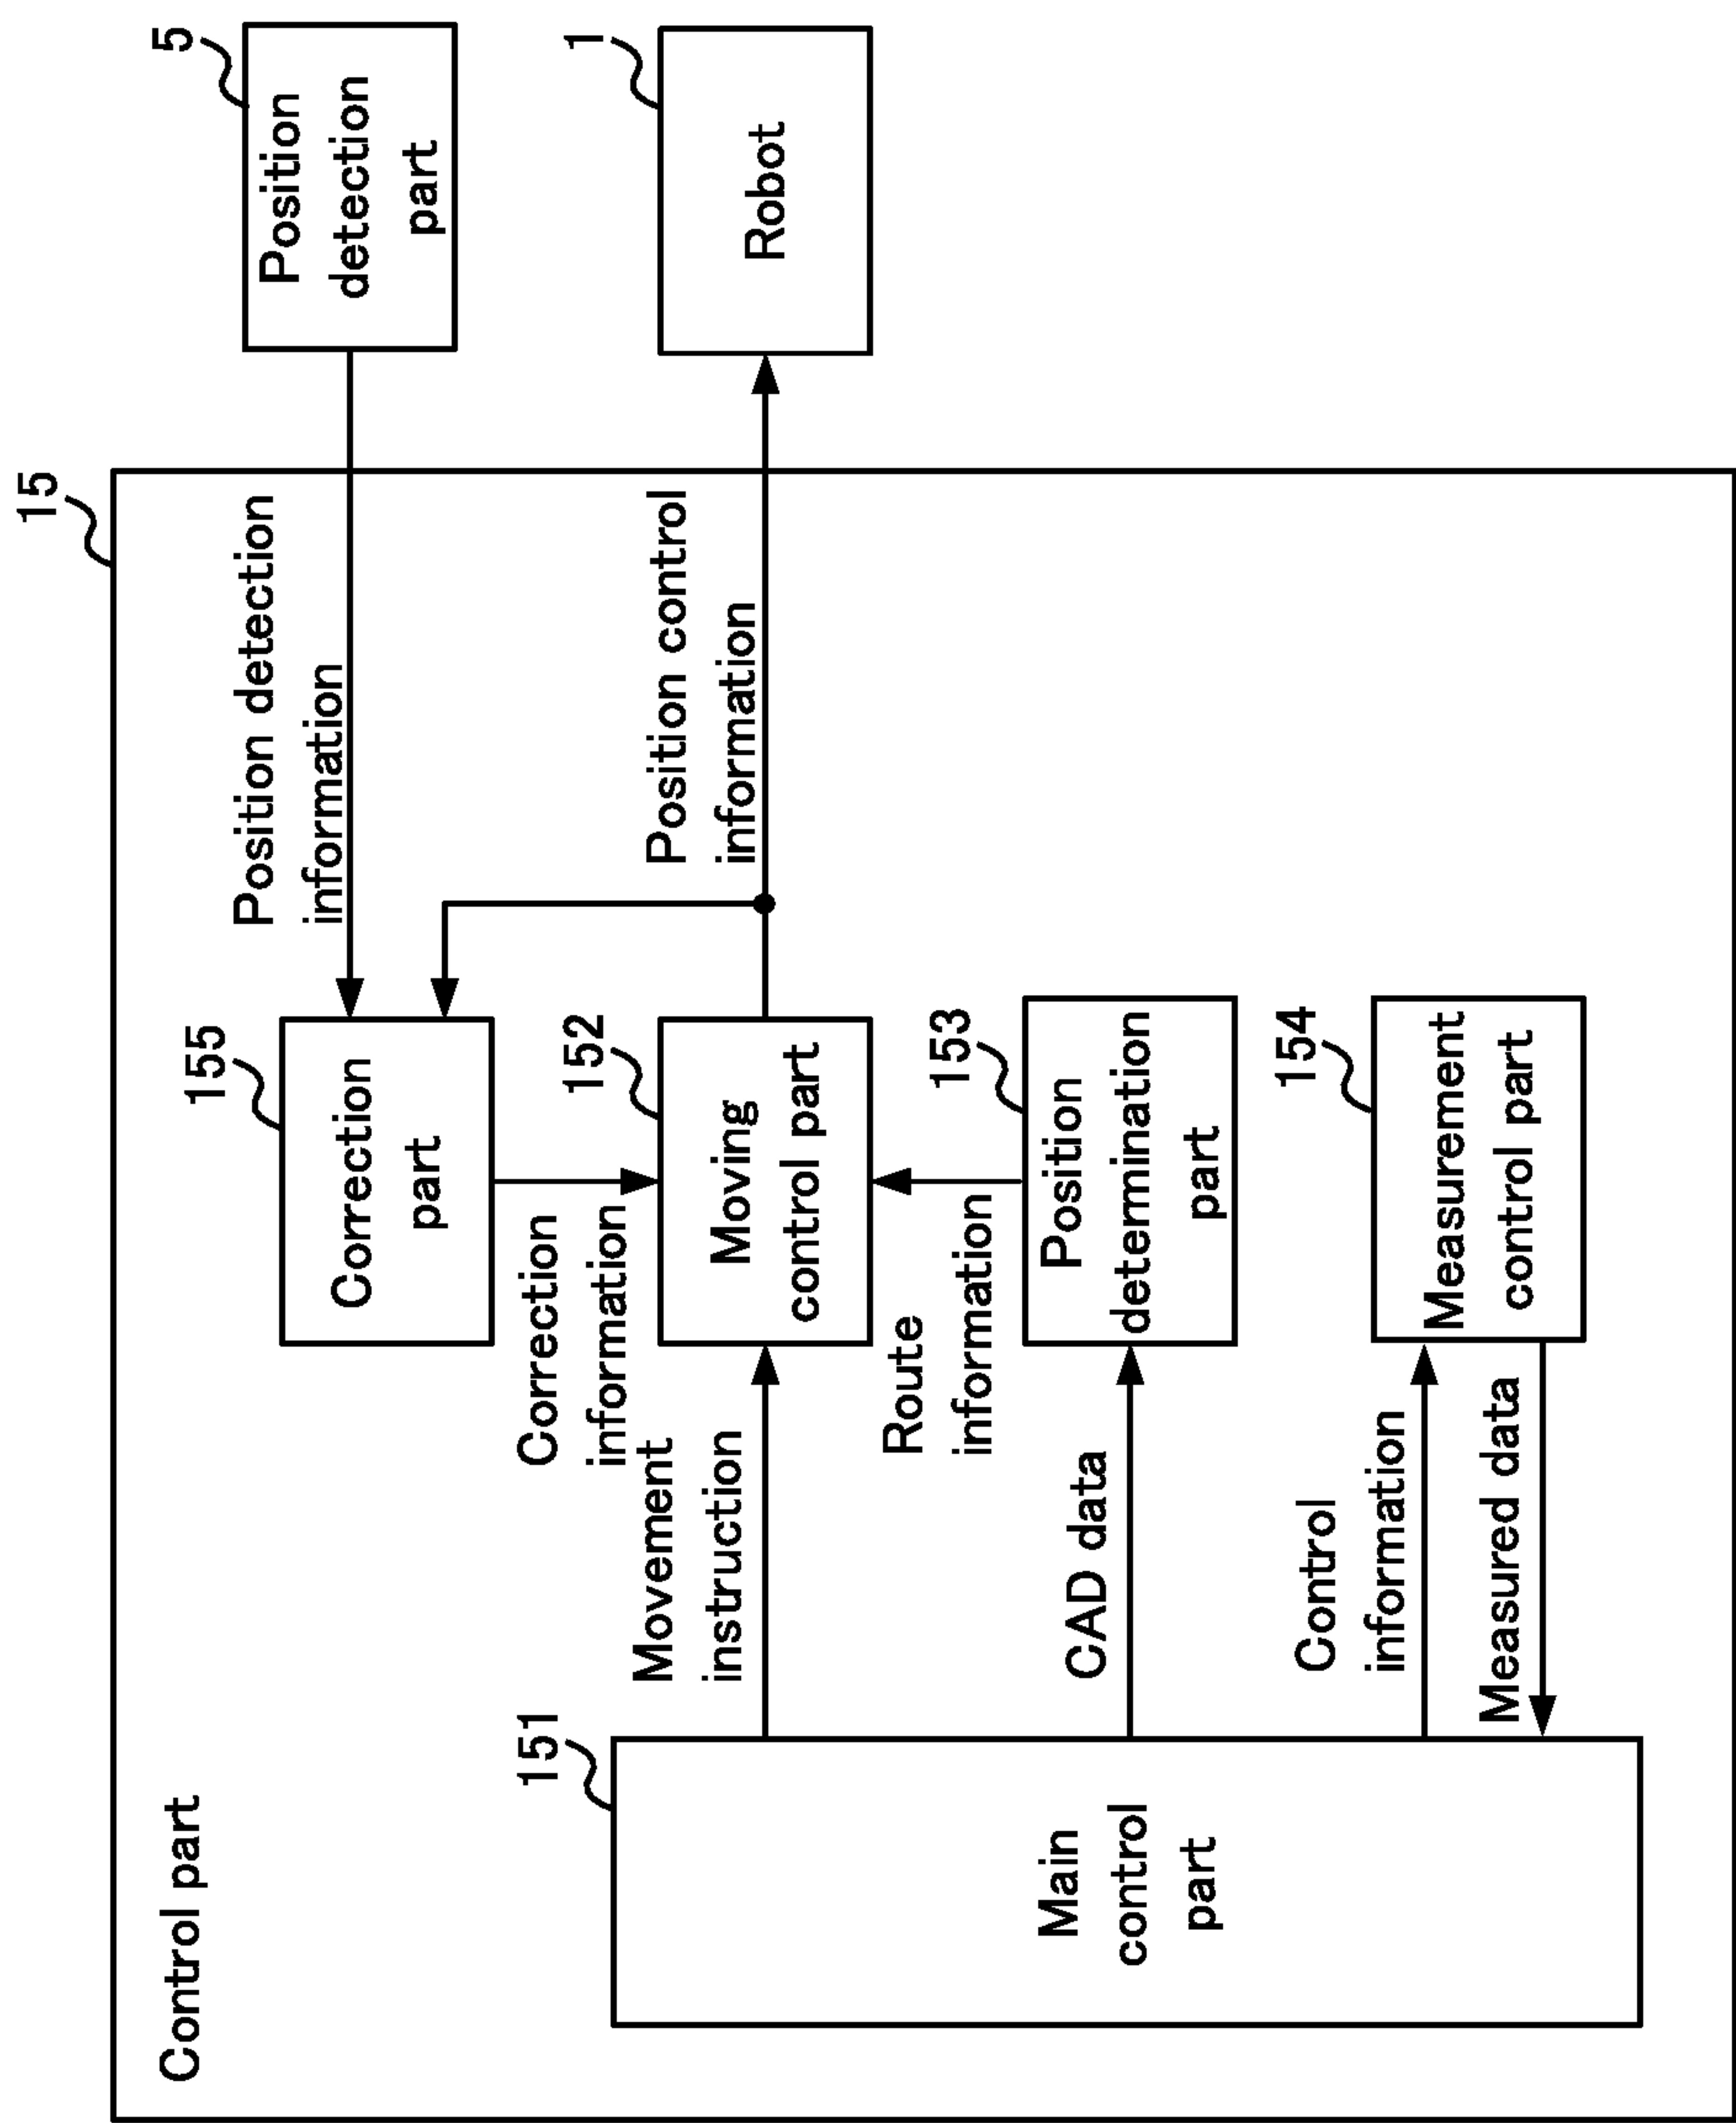 15
Control part
5
Position
detection
part
Position detection
information
1
Robot
Position control
information
155
Correction
part
Correction
information
152
Moving
control part
Movement
instruction
Route
information
153
Position
determination
part
CAD data
154
Measurement
control part
Control
information
Measured data
151
Main
control
part